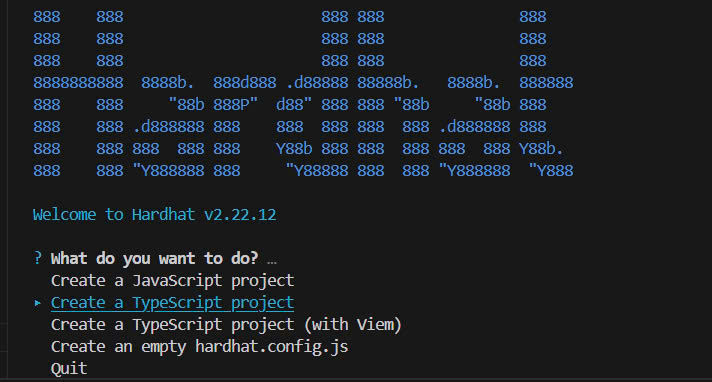 888    888                      888 888               888
888    888                      888 888               888
888    888                      888 888               888
8888888888  8888b.  888d888 .d88888 88888b.   8888b.  888888
888    888     "88b 888P"  d88" 888 888 "88b     "88b 888
888    888 .d888888 888    888  888 888  888 .d888888 888
888    888 888  888 888    Y88b 888 888  888 888  888 Y88b.
888    888 "Y888888 888     "Y88888 888  888 "Y888888  "Y888
Welcome to Hardhat v2.22.12
? What do you want to do? …
Create a JavaScript project
▸ Create a TypeScript project
Create a TypeScript project (with Viem)
Create an empty hardhat.config.js
Quit